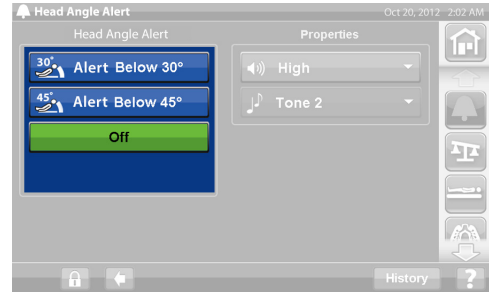 Head Angle Alert
Oct 20, 2012 2:02 AM
Head Angle Alert
30° Alert Below 30°
45° Alert Below 45°
Off
Properties
High
Tone 2
History
?